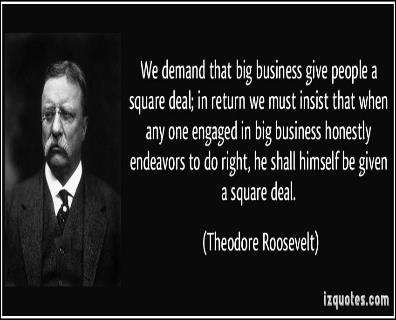 We demand that big business give people a
square deal; in return we must insist that when
any one engaged in big business honestly
endeavors to do right, he shall himself be given
a square deal.
(Theodore Roosevelt)
izquotes.com